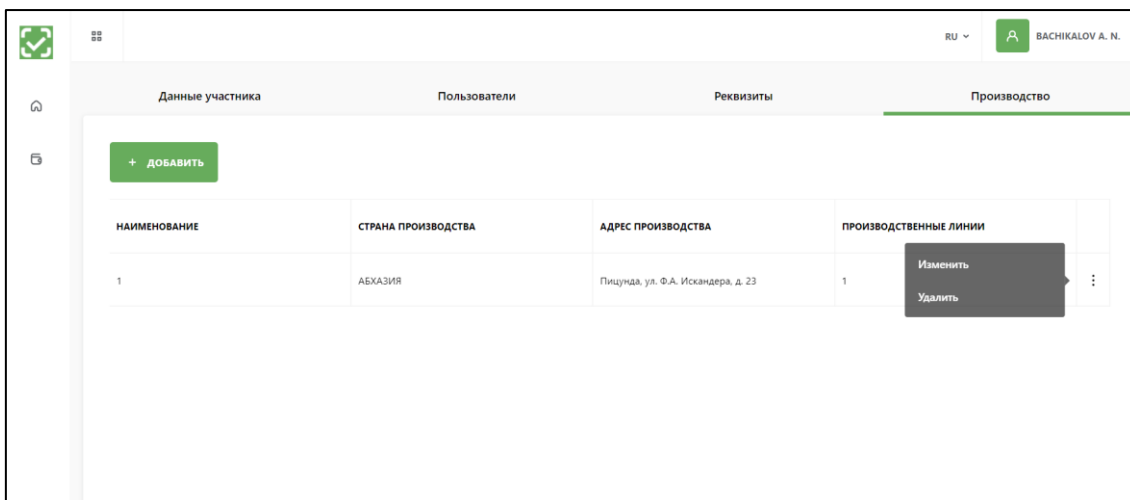 RU
BACHIKALOV A. N.
Данные участника Пользователи Реквизиты Производство
+ ДОБАВИТЬ
НАИМЕНОВАНИЕ СТРАНА ПРОИЗВОДСТВА АДРЕС ПРОИЗВОДСТВА ПРОИЗВОДСТВЕННЫЕ ЛИНИИ
1 АБХАЗИЯ Пицунда, ул. Ф.А. Искандера, д. 23 1
Изменить
Удалить